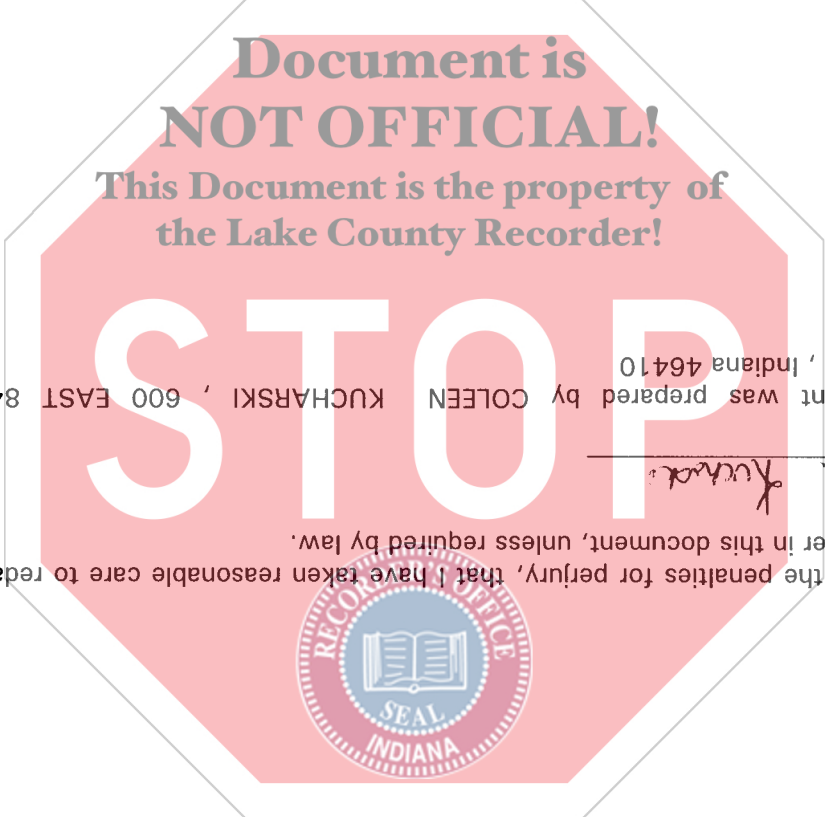 Document is
NOT OFFICIAL!
This Document is the property of
the Lake County Recorder!
STOP
the penalties for perjury, that I have taken reasonable care to reda
er in this document, unless required by law.
nt was prepared by COLEEN KUCHARSKI , 600 EAST 8
, Indiana 46410
RECORDER'S OFFICE
SEAL
INDIANA